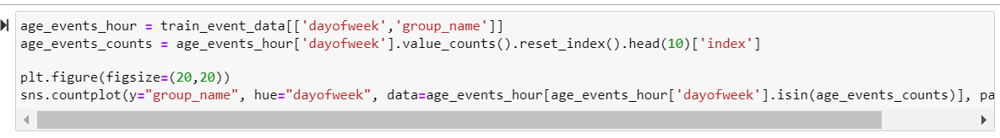 age_events_hour = train_event_data[['dayofweek','group_name']]
age_events_counts = age_events_hour['dayofweek'].value_counts().reset_index().head(10)['index']
plt.figure(figsize=(20,20))
sns.countplot(y="group_name", hue="dayofweek", data=age_events_hour[age_events_hour['dayofweek'].isin(age_events_counts)], pa